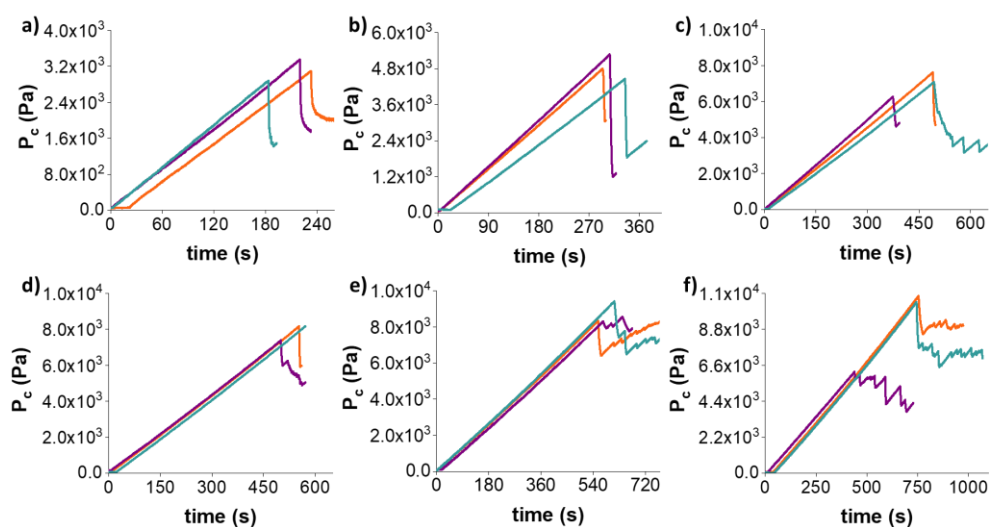 a)
4.0x10³
3.2x10³
2.4x10³
1.6x10³
8.0x10²
0.0
P_c (Pa)
0 60 120 180 240
time (s)
b)
6.0x10³
4.8x10³
3.6x10³
2.4x10³
1.2x10³
0.0
P_c (Pa)
0 90 180 270 360
time (s)
c)
1.0x10⁴
8.0x10³
6.0x10³
4.0x10³
2.0x10³
0.0
P_c (Pa)
0 150 300 450 600
time (s)
d)
1.0x10⁴
8.0x10³
6.0x10³
4.0x10³
2.0x10³
0.0
P_c (Pa)
0 150 300 450 600
time (s)
e)
1.0x10⁴
8.0x10³
6.0x10³
4.0x10³
2.0x10³
0.0
P_c (Pa)
0 180 360 540 720
time (s)
f)
1.1x10⁴
8.8x10³
6.6x10³
4.4x10³
2.2x10³
0.0
P_c (Pa)
0 250 500 750 1000
time (s)